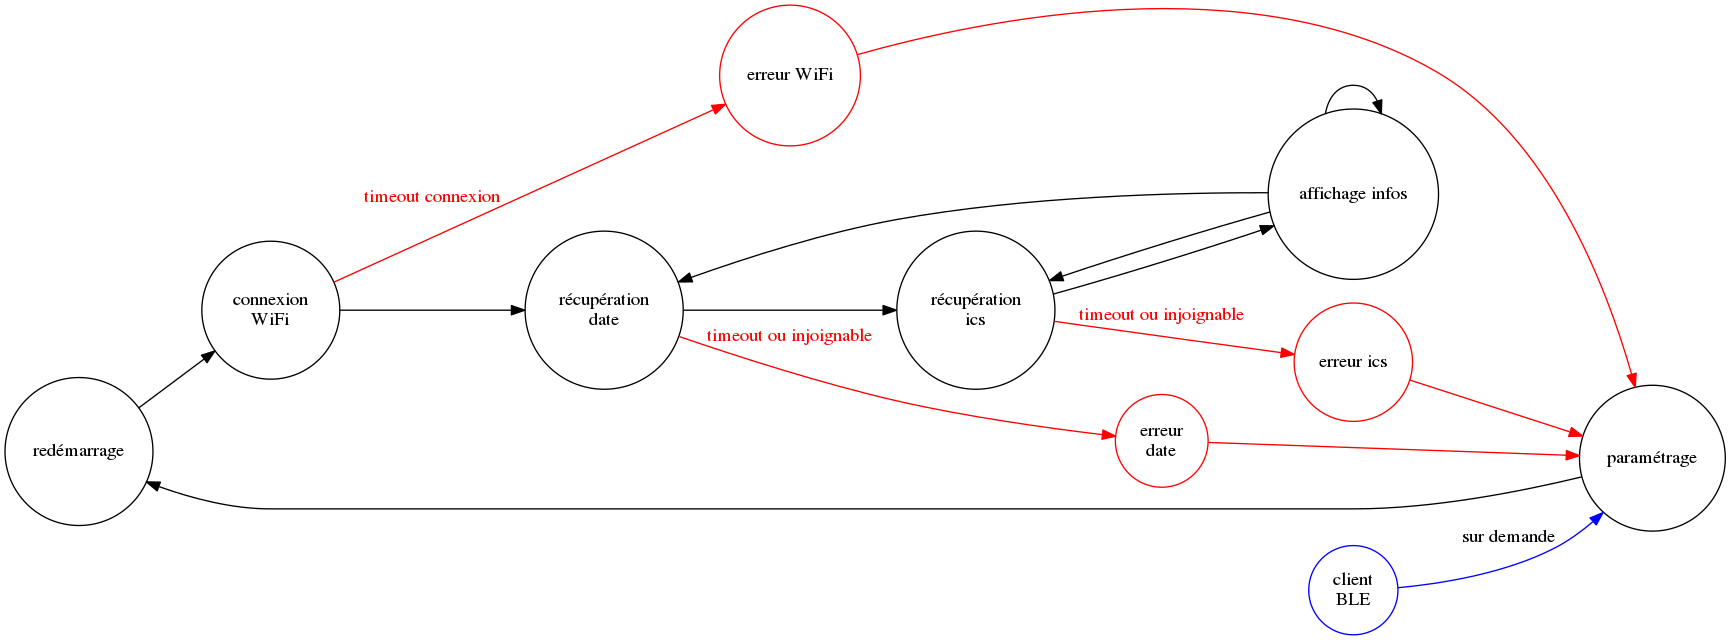 erreur WiFi
timeout connexion
affichage infos
connexion
WiFi
récupération
date
récupération
ics
timeout ou injoignable
timeout ou injoignable
erreur ics
erreur
date
redémarrage
paramétrage
sur demande
client
BLE